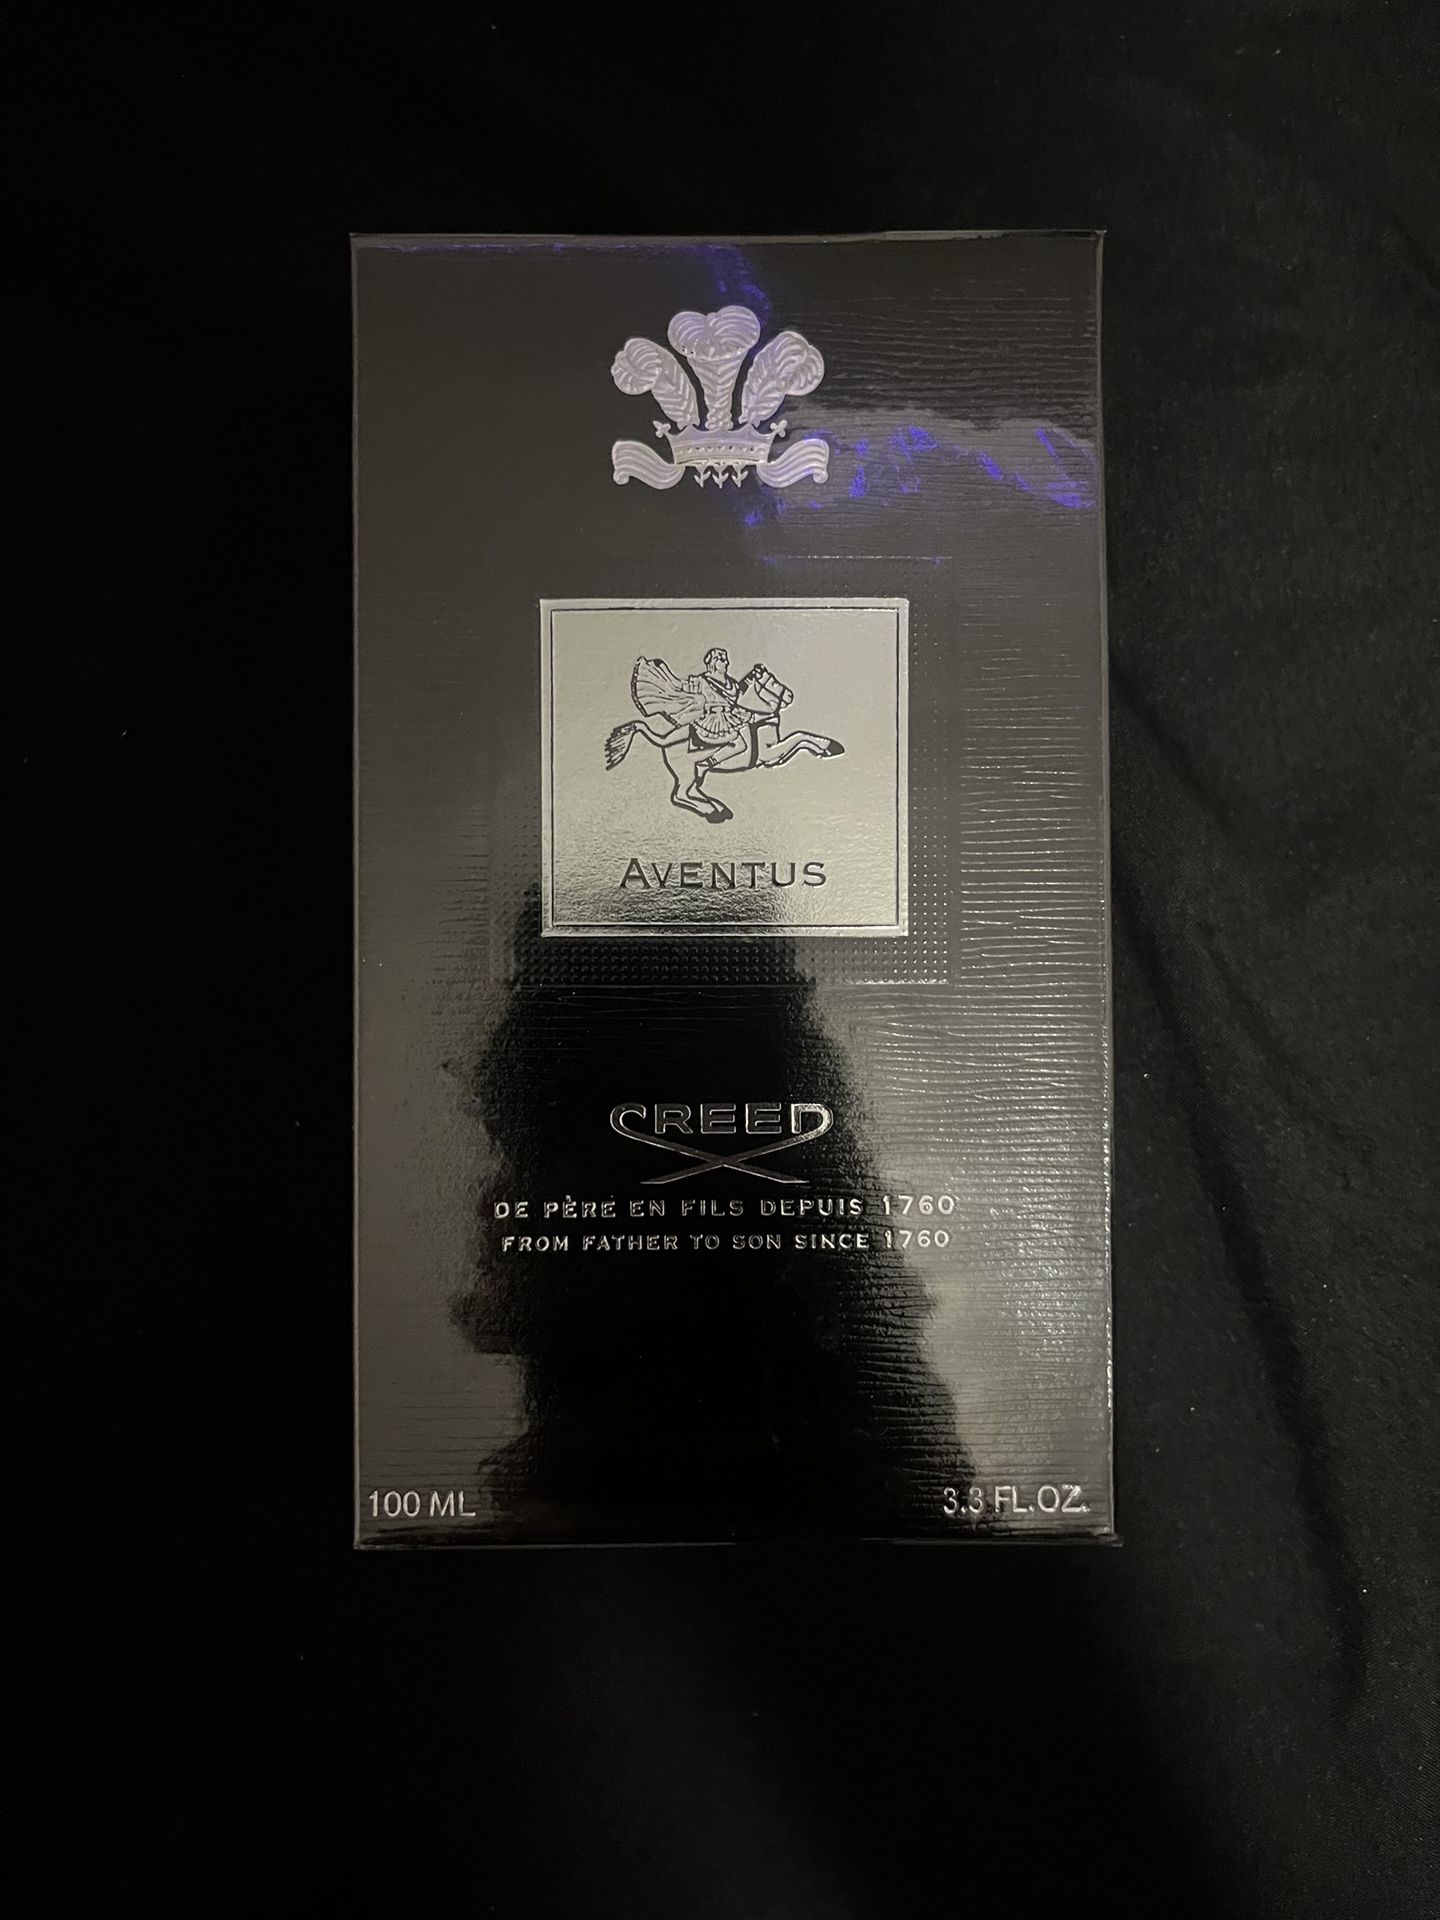 AVENTUS
CREED
DE PÈRE EN FILS DEPUIS 1760
FROM FATHER TO SON SINCE 1760
100 ML
3.3 FL.OZ.